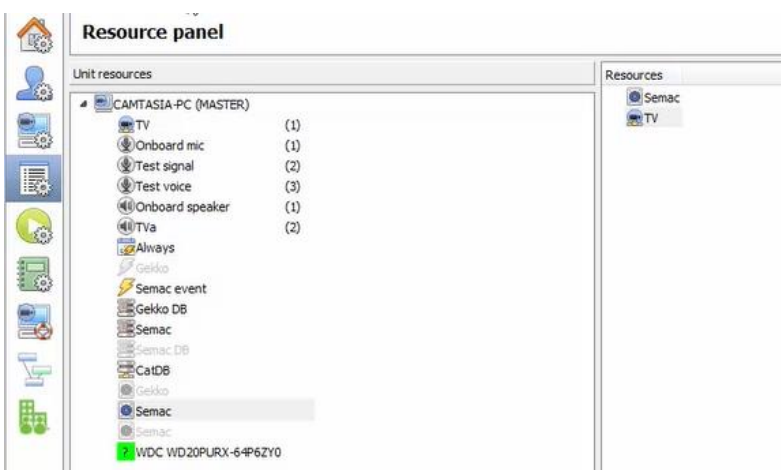 Resource panel
Unit resources
CAMTASIA-PC (MASTER)
TV (1)
Onboard mic (1)
Test signal (2)
Test voice (3)
Onboard speaker (1)
TVa (2)
Always
Gekko
Semac event
Gekko DB
Semac
Semac DB
CatDB
Gekko
Semac
Semac
? WDC WD20PURX-64P6ZY0
Resources
Semac
TV